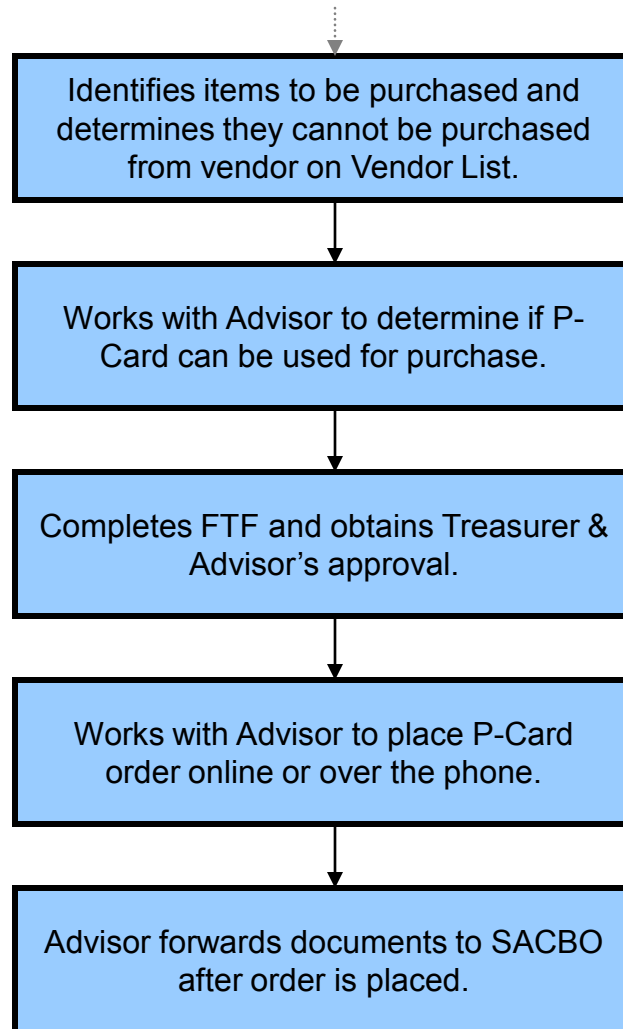 Identifies items to be purchased and
determines they cannot be purchased
from vendor on Vendor List.
Works with Advisor to determine if P-
Card can be used for purchase.
Completes FTF and obtains Treasurer &
Advisor’s approval.
Works with Advisor to place P-Card
order online or over the phone.
Advisor forwards documents to SACBO
after order is placed.